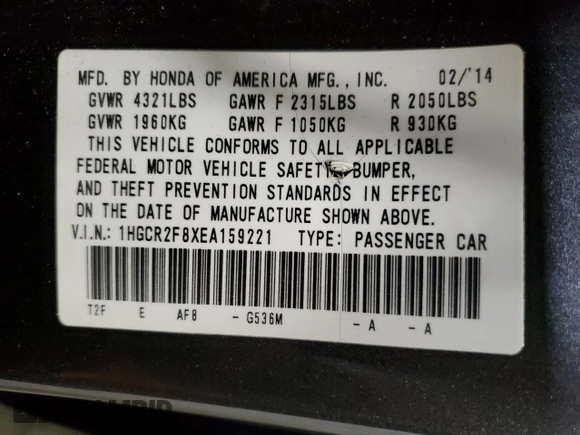 MFD. BY HONDA OF AMERICA MFG., INC. 02/'14
GVWR 4321LBS GAWR F 2315LBS R 2050LBS
GVWR 1960KG GAWR F 1050KG R 930KG
THIS VEHICLE CONFORMS TO ALL APPLICABLE
FEDERAL MOTOR VEHICLE SAFETY, BUMPER,
AND THEFT PREVENTION STANDARDS IN EFFECT
ON THE DATE OF MANUFACTURE SHOWN ABOVE.
V.I.N.: 1HGCR2F8XEA159221 TYPE: PASSENGER CAR
T2F E AF8 - G536M - A - A